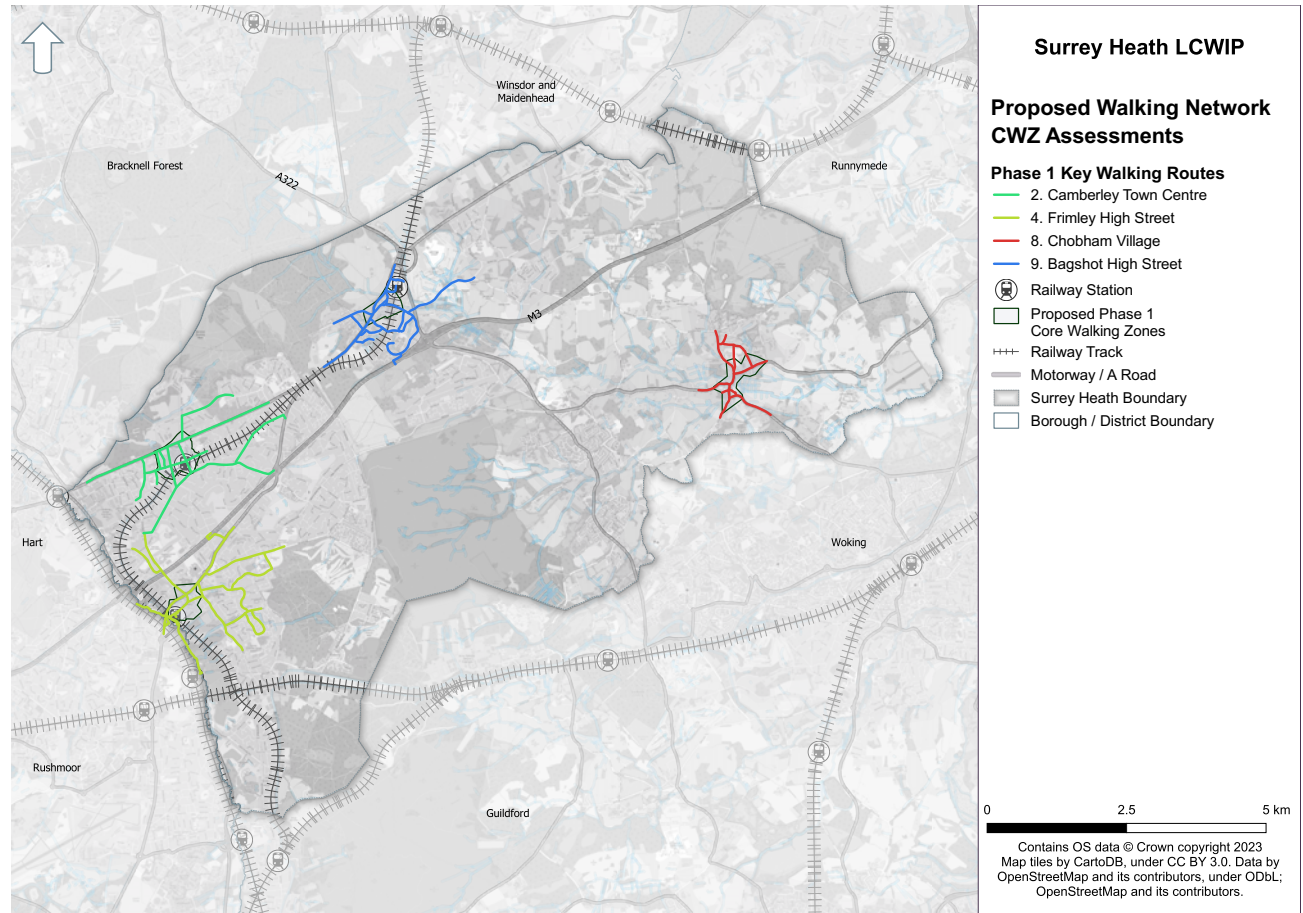 Surrey Heath LCWIP
Proposed Walking Network
CWZ Assessments
Phase 1 Key Walking Routes
2. Camberley Town Centre
4. Frimley High Street
8. Chobham Village
9. Bagshot High Street
Railway Station
Proposed Phase 1
Core Walking Zones
Railway Track
Motorway / A Road
Surrey Heath Boundary
Borough / District Boundary
Winsdor and
Maidenhead
Bracknell Forest
A322
Runnymede
M3
Hart
Woking
Rushmoor
Guildford
0 2.5 5 km
Contains OS data © Crown copyright 2023
Map tiles by CartoDB, under CC BY 3.0. Data by
OpenStreetMap and its contributors, under ODbL;
OpenStreetMap and its contributors.